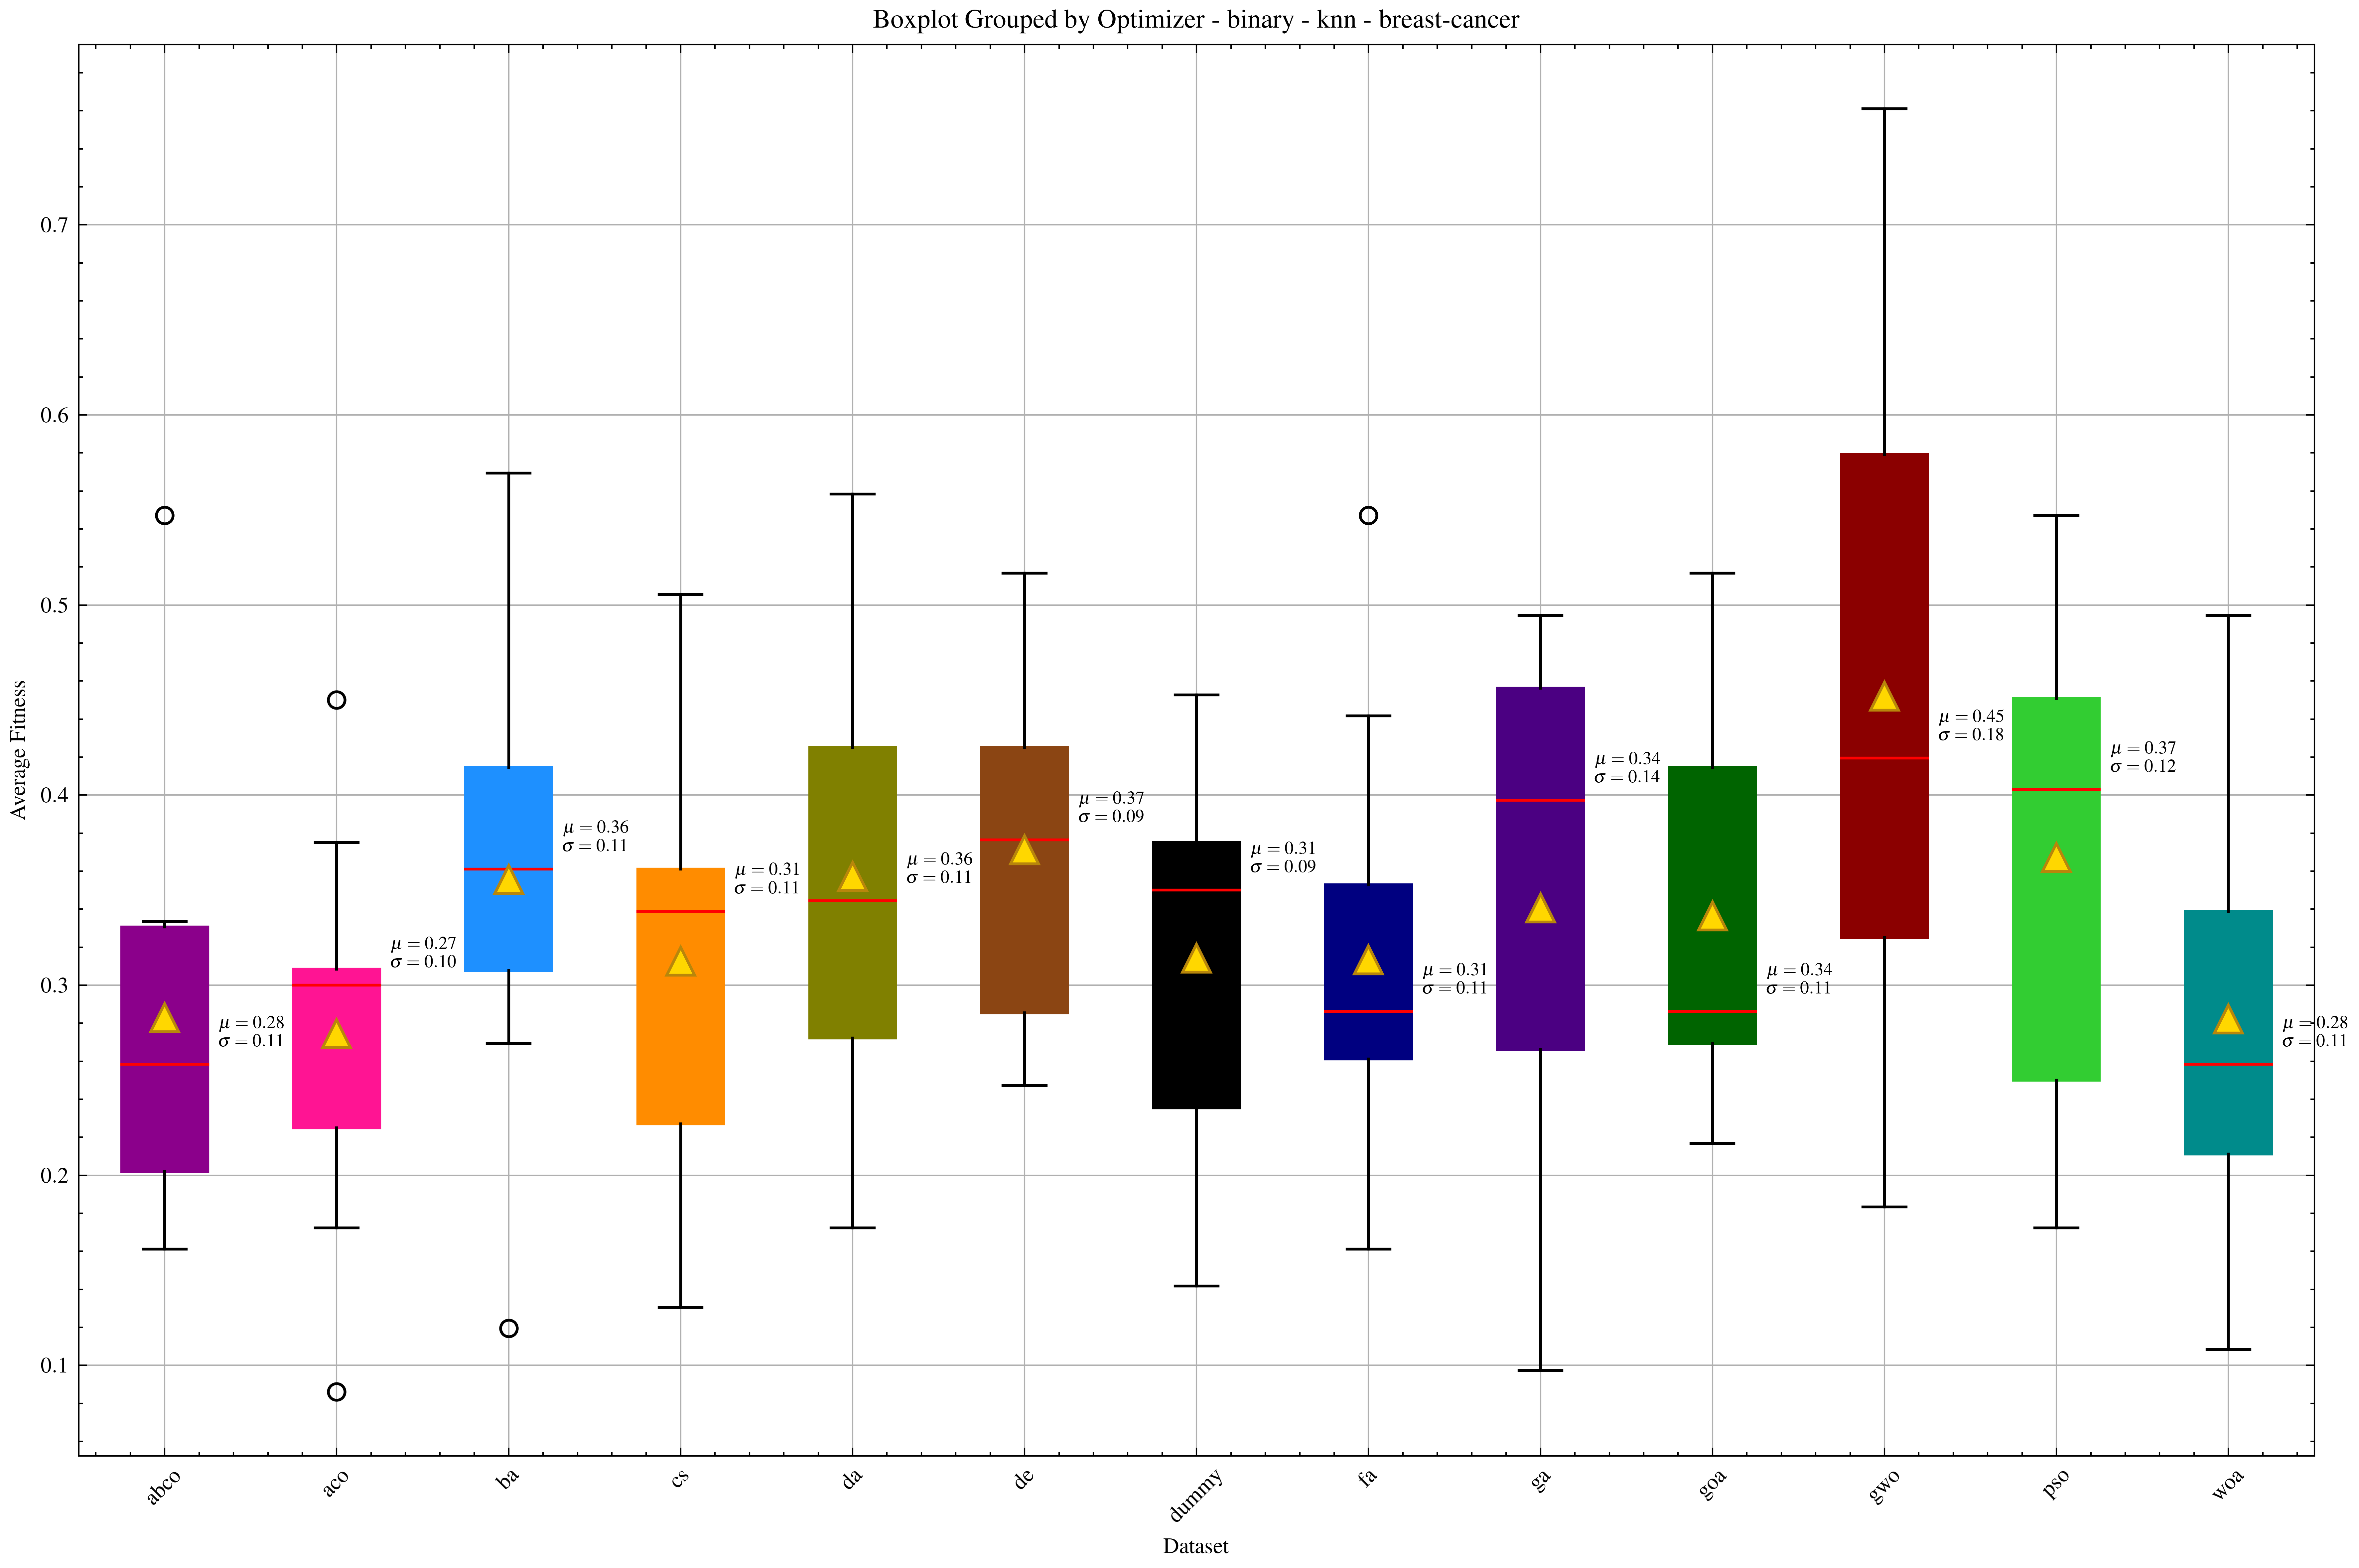 Boxplot Grouped by Optimizer - binary - knn - breast-cancer
Average Fitness
0.7
0.6
0.5
0.4
0.3
0.2
0.1
μ = 0.28
σ = 0.11
μ = 0.27
σ = 0.10
μ = 0.36
σ = 0.11
μ = 0.31
σ = 0.11
μ = 0.36
σ = 0.11
μ = 0.37
σ = 0.09
μ = 0.31
σ = 0.09
μ = 0.31
σ = 0.11
μ = 0.34
σ = 0.14
μ = 0.34
σ = 0.11
μ = 0.45
σ = 0.18
μ = 0.37
σ = 0.12
μ = 0.28
σ = 0.11
abco
aco
ba
cs
da
de
dummy
fa
ga
goa
gwo
pso
woa
Dataset